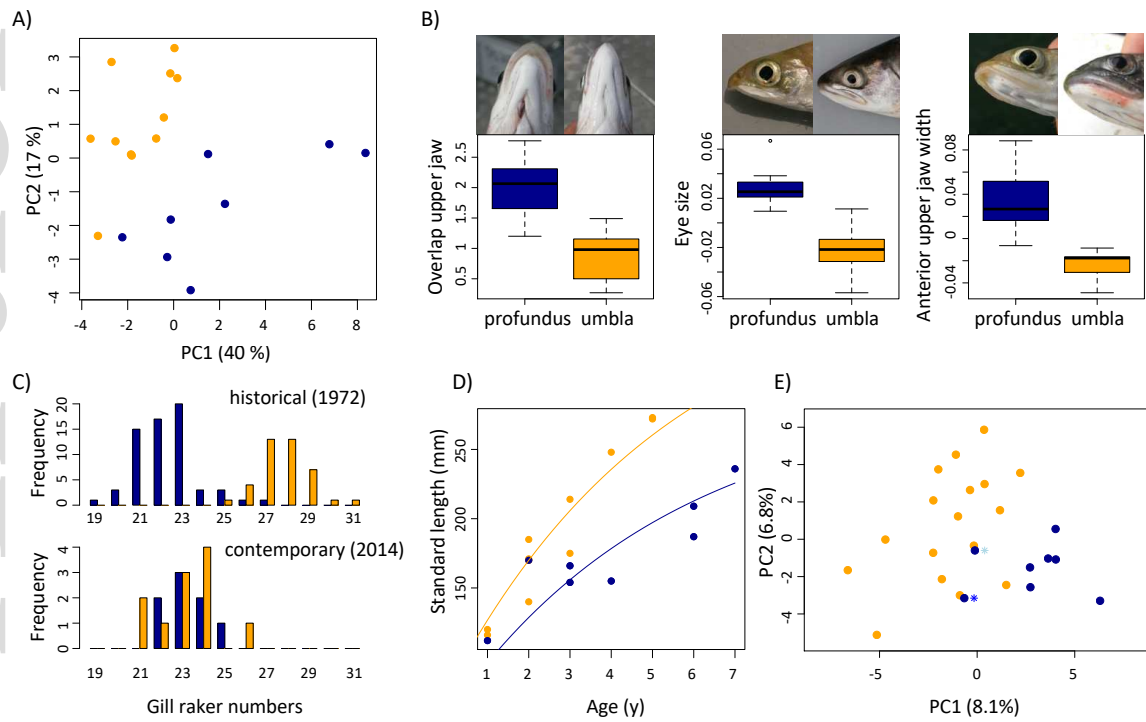 A)
3
2
1
0
-1
-2
-3
-4
PC2 (17 %)
-4 -2 0 2 4 6 8
PC1 (40 %)
B)
2.5
2
1.5
1
0.5
Overlap upper jaw
profundus umbla
0.06
0.02
-0.02
-0.06
Eye size
profundus umbla
0.08
0.04
0
-0.04
Anterior upper jaw width
profundus umbla
C)
historical (1972)
20
15
10
5
0
Frequency
19 21 23 25 27 29 31
contemporary (2014)
4
3
2
1
0
Frequency
19 21 23 25 27 29 31
Gill raker numbers
D)
250
200
150
Standard length (mm)
1 2 3 4 5 6 7
Age (y)
E)
6
4
2
0
-2
-4
PC2 (6.8%)
-5 0 5
PC1 (8.1%)